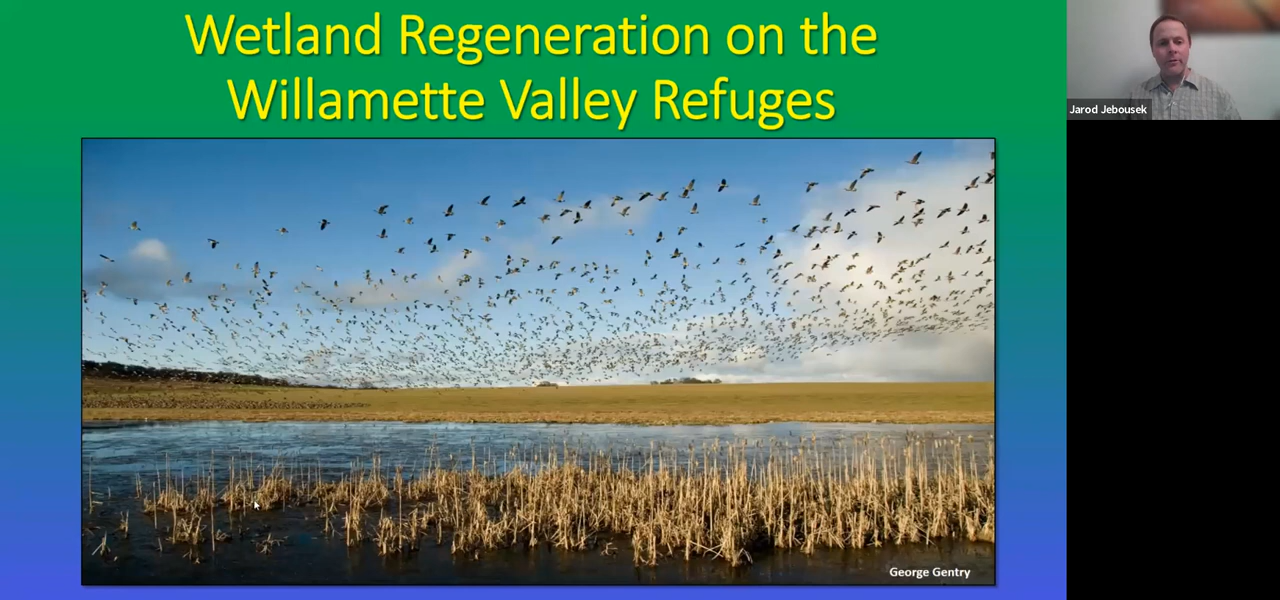 Wetland Regeneration on the
Willamette Valley Refuges
Jarod Jebousek
George Gentry